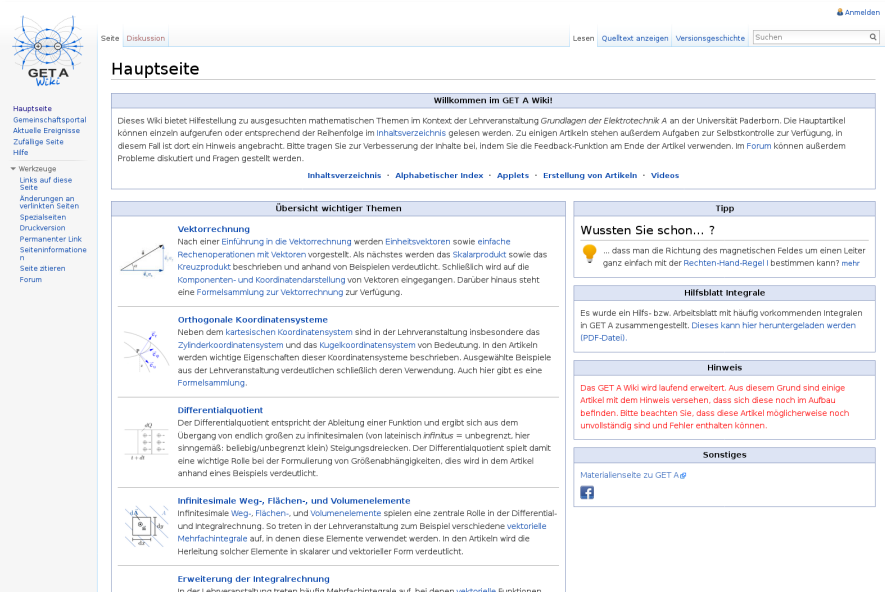 Anmelden
Seite
Diskussion
Lesen
Quelltext anzeigen
Versionsgeschichte
Suchen
GET A
Wiki
Hauptseite
Gemeinschaftsportal
Aktuelle Ereignisse
Zufällige Seite
Hilfe
Werkzeuge
Links auf diese
Seite
Änderungen an
verlinkten Seiten
Spezialseiten
Druckversion
Permanenter Link
Seiteninformatione
n
Seite zitieren
Forum
Hauptseite
Willkommen im GET A Wiki!
Dieses Wiki bietet Hilfestellung zu ausgesuchten mathematischen Themen im Kontext der Lehrveranstaltung Grundlagen der Elektrotechnik A an der Universität Paderborn. Die Hauptartikel
können einzeln aufgerufen oder entsprechend der Reihenfolge im Inhaltsverzeichnis gelesen werden. Zu einigen Artikeln stehen außerdem Aufgaben zur Selbstkontrolle zur Verfügung, in
diesem Fall ist dort ein Hinweis angebracht. Bitte tragen Sie zur Verbesserung der Inhalte bei, indem Sie die Feedback-Funktion am Ende der Artikel verwenden. Im Forum können außerdem
Probleme diskutiert und Fragen gestellt werden.
Inhaltsverzeichnis · Alphabetischer Index · Applets · Erstellung von Artikeln · Videos
Übersicht wichtiger Themen
Vektorrechnung
Nach einer Einführung in die Vektorrechnung werden Einheitsvektoren sowie einfache
Rechenoperationen mit Vektoren vorgestellt. Als nächstes werden das Skalarprodukt sowie das
Kreuzprodukt beschrieben und anhand von Beispielen verdeutlicht. Schließlich wird auf die
Komponenten- und Koordinatendarstellung von Vektoren eingegangen. Darüber hinaus steht
eine Formelsammlung zur Vektorrechnung zur Verfügung.
Orthogonale Koordinatensysteme
Neben dem kartesischen Koordinatensystem sind in der Lehrveranstaltung insbesondere das
Zylinderkoordinatensystem und das Kugelkoordinatensystem von Bedeutung. In den Artikeln
werden wichtige Eigenschaften dieser Koordinatensysteme beschrieben. Ausgewählte Beispiele
aus der Lehrveranstaltung verdeutlichen schließlich deren Verwendung. Auch hier gibt es eine
Formelsammlung.
Differentialquotient
Der Differentialquotient entspricht der Ableitung einer Funktion und ergibt sich aus dem
Übergang von endlich großen zu infinitesimalen (von lateinisch infinitus = unbegrenzt, hier
sinngemäß: beliebig/unbegrenzt klein) Steigungsdreiecken. Der Differentialquotient spielt damit
eine wichtige Rolle bei der Formulierung von Größenabhängigkeiten, dies wird in dem Artikel
anhand eines Beispiels verdeutlicht.
dQ
t + dt
Infinitesimale Weg-, Flächen-, und Volumenelemente
Infinitesimale Weg-, Flächen-, und Volumenelemente spielen eine zentrale Rolle in der Differential-
und Integralrechnung. So treten in der Lehrveranstaltung zum Beispiel verschiedene vektorielle
Mehrfachintegrale auf, in denen diese Elemente verwendet werden. In den Artikeln wird die
Herleitung solcher Elemente in skalarer und vektorieller Form verdeutlicht.
dA
dy
dx
Erweiterung der Integralrechnung
In der Lehrveranstaltung treten häufig Mehrfachintegrale auf, bei denen vektorielle Funktionen
Tipp
Wussten Sie schon... ?
... dass man die Richtung des magnetischen Feldes um einen Leiter
ganz einfach mit der Rechten-Hand-Regel I bestimmen kann? mehr
Hilfsblatt Integrale
Es wurde ein Hilfs- bzw. Arbeitsblatt mit häufig vorkommenden Integralen
in GET A zusammengestellt. Dieses kann hier heruntergeladen werden
(PDF-Datei).
Hinweis
Das GET A Wiki wird laufend erweitert. Aus diesem Grund sind einige
Artikel mit dem Hinweis versehen, dass sich diese noch im Aufbau
befinden. Bitte beachten Sie, dass diese Artikel möglicherweise noch
unvollständig sind und Fehler enthalten können.
Sonstiges
Materialienseite zu GET A